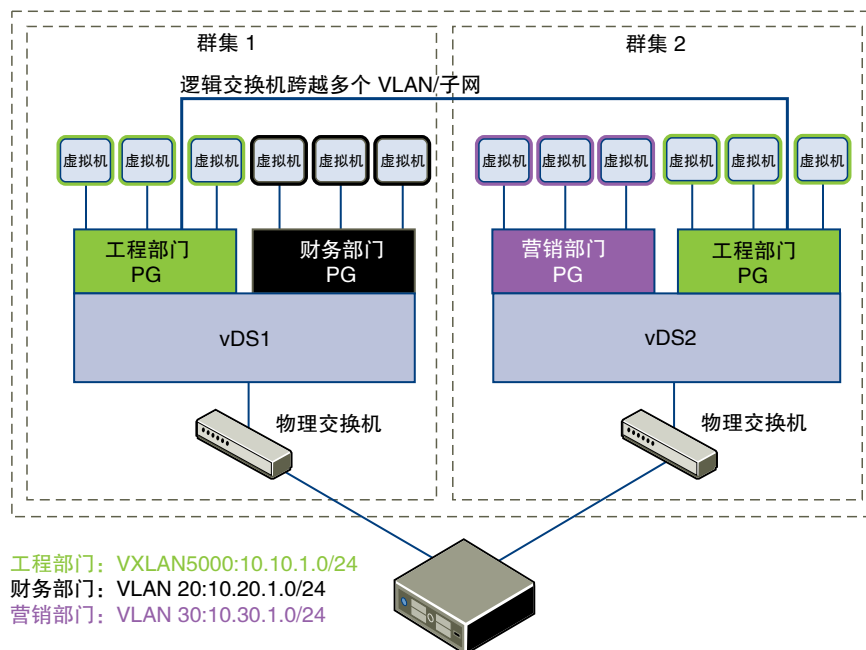 群集 1
群集 2
逻辑交换机跨越多个 VLAN/子网
虚拟机
虚拟机
虚拟机
虚拟机
虚拟机
虚拟机
虚拟机
虚拟机
虚拟机
虚拟机
虚拟机
虚拟机
工程部门
PG
财务部门
PG
营销部门
PG
工程部门
PG
vDS1
vDS2
物理交换机
物理交换机
工程部门：VXLAN5000:10.10.1.0/24
财务部门：VLAN 20:10.20.1.0/24
营销部门：VLAN 30:10.30.1.0/24